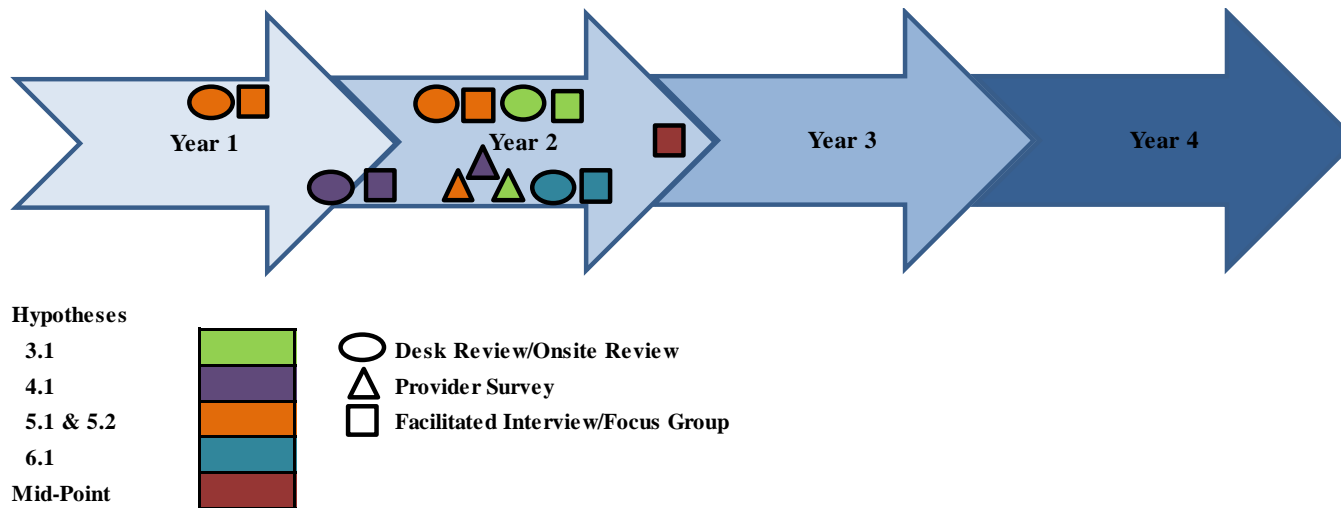 Year 1
Year 2
Year 3
Year 4
Hypotheses
3.1
4.1
5.1 & 5.2
6.1
Mid-Point
Desk Review/Onsite Review
Provider Survey
Facilitated Interview/Focus Group